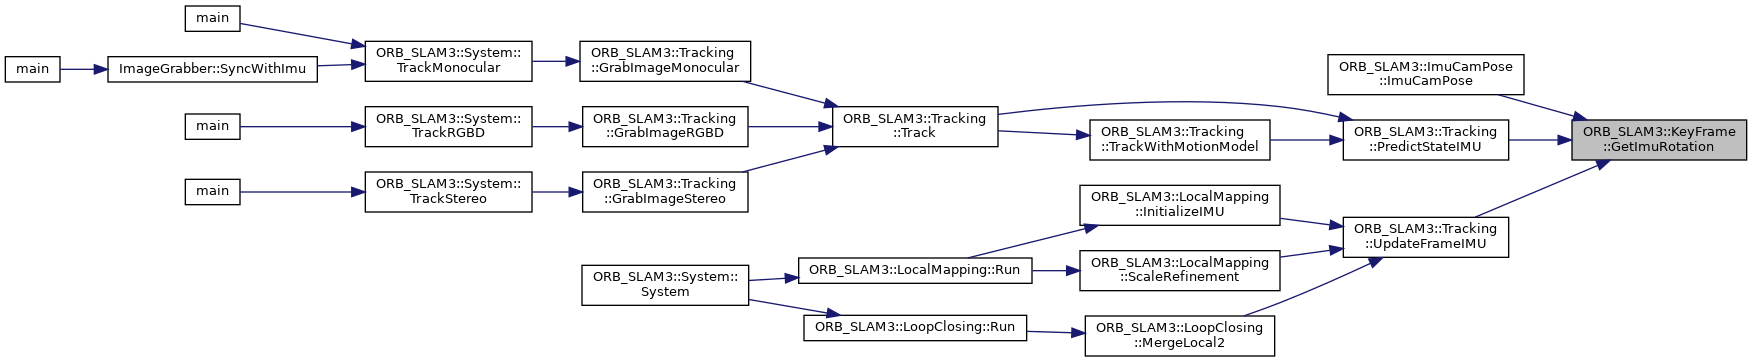 main
main
ImageGrabber::SyncWithImu
ORB_SLAM3::System::
TrackMonocular
ORB_SLAM3::Tracking
::GrabImageMonocular
main
ORB_SLAM3::System::
TrackRGBD
ORB_SLAM3::Tracking
::GrabImageRGBD
main
ORB_SLAM3::System::
TrackStereo
ORB_SLAM3::Tracking
::GrabImageStereo
ORB_SLAM3::Tracking
::Track
ORB_SLAM3::Tracking
::TrackWithMotionModel
ORB_SLAM3::ImuCamPose
::ImuCamPose
ORB_SLAM3::Tracking
::PredictStateIMU
ORB_SLAM3::KeyFrame
::GetImuRotation
ORB_SLAM3::LocalMapping
::InitializeIMU
ORB_SLAM3::Tracking
::UpdateFrameIMU
ORB_SLAM3::System::
System
ORB_SLAM3::LocalMapping::Run
ORB_SLAM3::LocalMapping
::ScaleRefinement
ORB_SLAM3::LoopClosing::Run
ORB_SLAM3::LoopClosing
::MergeLocal2